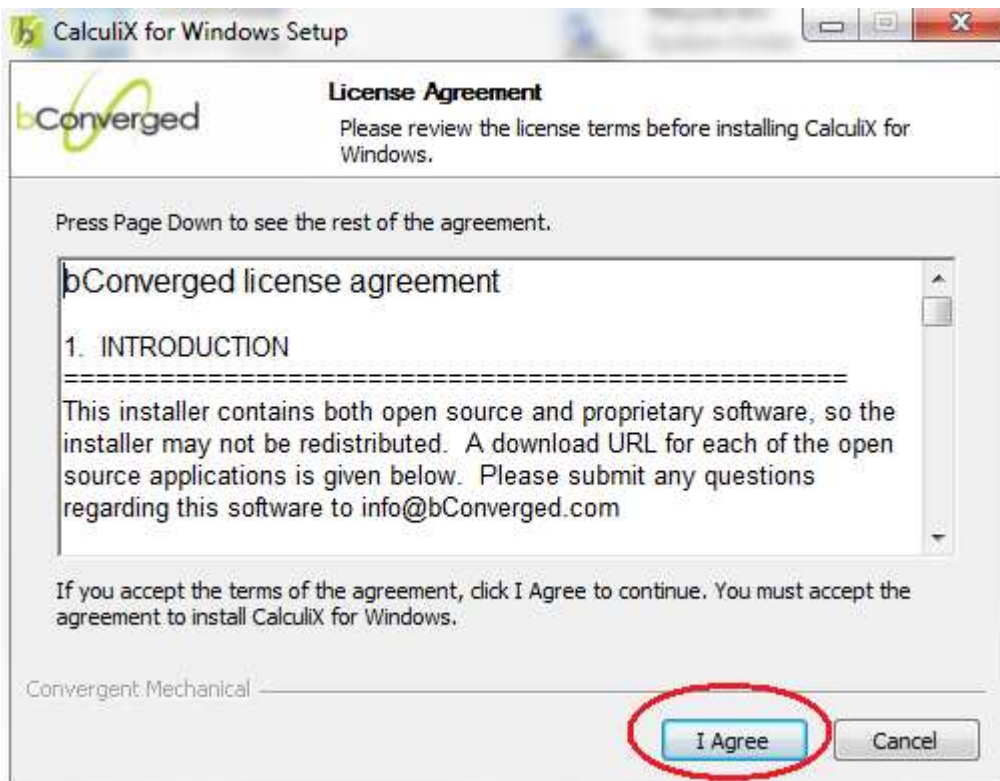 CalculiX for Windows Setup
bConverged
License Agreement
Please review the license terms before installing CalculiX for
Windows.
Press Page Down to see the rest of the agreement.
bConverged license agreement
1. INTRODUCTION
=================================================
This installer contains both open source and proprietary software, so the
installer may not be redistributed. A download URL for each of the open
source applications is given below. Please submit any questions
regarding this software to info@bConverged.com
If you accept the terms of the agreement, click I Agree to continue. You must accept the
agreement to install CalculiX for Windows.
Convergent Mechanical
I Agree
Cancel